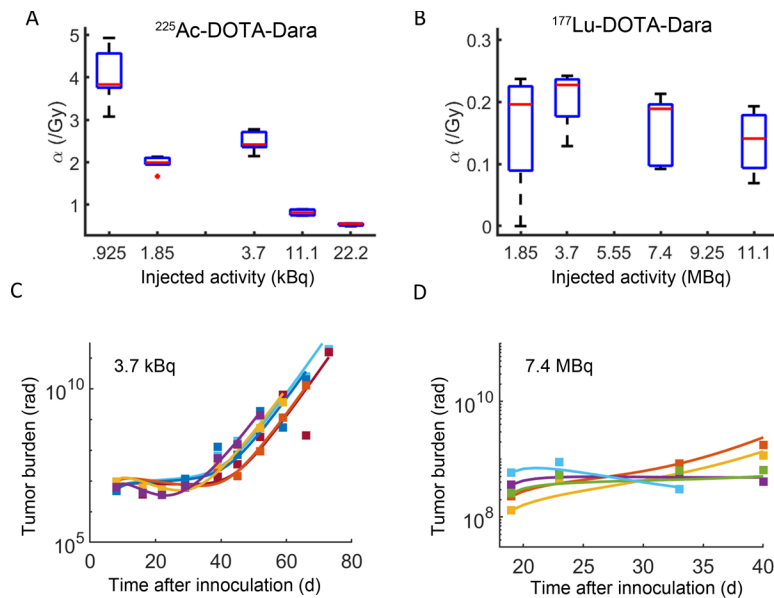 A
²²⁵Ac-DOTA-Dara
5
4
3
2
1
α (/Gy)
.925 1.85 3.7 11.1 22.2
Injected activity (kBq)
B
¹⁷⁷Lu-DOTA-Dara
0.3
0.2
0.1
0
α (/Gy)
1.85 3.7 5.55 7.4 9.25 11.1
Injected activity (MBq)
C
3.7 kBq
10¹⁰
10⁵
Tumor burden (rad)
0 20 40 60 80
Time after innoculation (d)
D
7.4 MBq
10¹⁰
10⁸
Tumor burden (rad)
20 25 30 35 40
Time after innoculation (d)